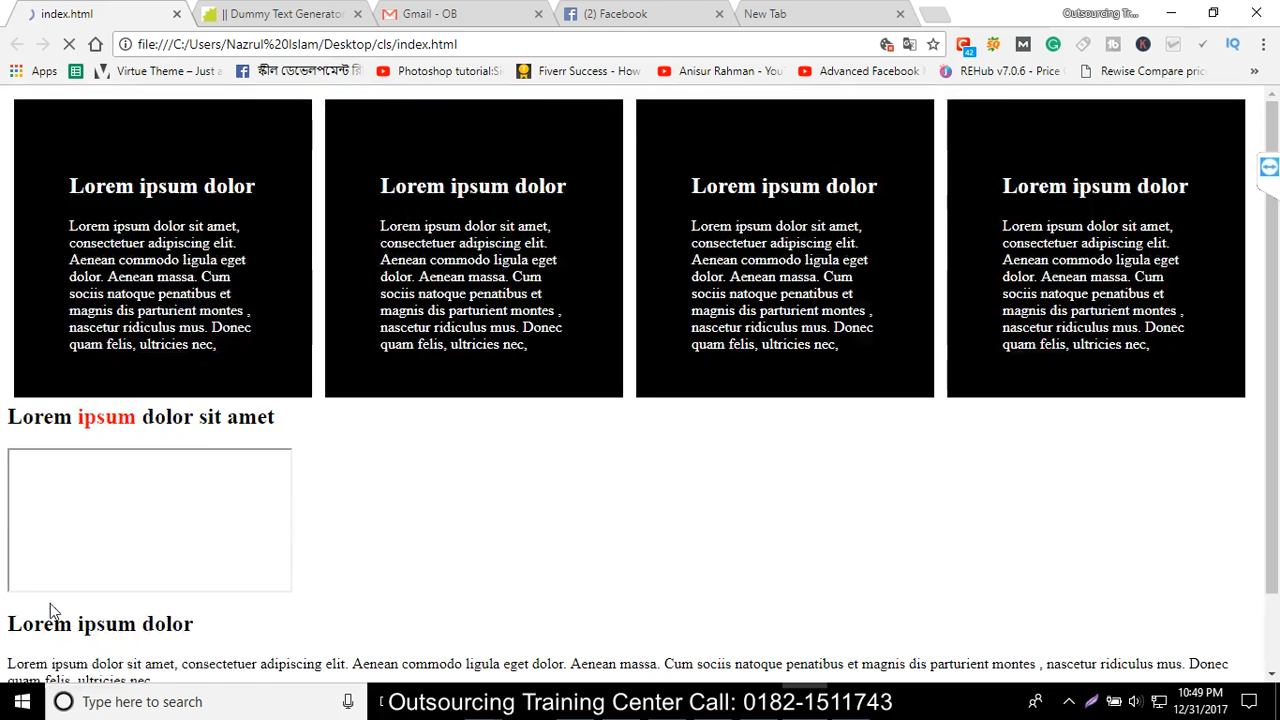 index.html
|| Dummy Text Generator
Gmail - OB
(2) Facebook
New Tab
Outsourcing Tr...
file:///C:/Users/Nazrul%20Islam/Desktop/cls/index.html
42
IQ
Apps
Virtue Theme – Just a
স্কীল ডেভেলপমেন্ট
Photoshop tutorial:S
Fiverr Success - How
Anisur Rahman - You
Advanced Facebook
REHub v7.0.6 - Price
Rewise Compare pric
»
Lorem ipsum dolor
Lorem ipsum dolor sit amet,
consectetuer adipiscing elit.
Aenean commodo ligula eget
dolor. Aenean massa. Cum
sociis natoque penatibus et
magnis dis parturient montes ,
nascetur ridiculus mus. Donec
quam felis, ultricies nec,
Lorem ipsum dolor
Lorem ipsum dolor sit amet,
consectetuer adipiscing elit.
Aenean commodo ligula eget
dolor. Aenean massa. Cum
sociis natoque penatibus et
magnis dis parturient montes ,
nascetur ridiculus mus. Donec
quam felis, ultricies nec,
Lorem ipsum dolor
Lorem ipsum dolor sit amet,
consectetuer adipiscing elit.
Aenean commodo ligula eget
dolor. Aenean massa. Cum
sociis natoque penatibus et
magnis dis parturient montes ,
nascetur ridiculus mus. Donec
quam felis, ultricies nec,
Lorem ipsum dolor
Lorem ipsum dolor sit amet,
consectetuer adipiscing elit.
Aenean commodo ligula eget
dolor. Aenean massa. Cum
sociis natoque penatibus et
magnis dis parturient montes ,
nascetur ridiculus mus. Donec
quam felis, ultricies nec,
Lorem ipsum dolor sit amet
Lorem ipsum dolor
Lorem ipsum dolor sit amet, consectetuer adipiscing elit. Aenean commodo ligula eget dolor. Aenean massa. Cum sociis natoque penatibus et magnis dis parturient montes , nascetur ridiculus mus. Donec
quam felis, ultricies nec,
Type here to search
Outsourcing Training Center Call: 0182-1511743
10:49 PM
12/31/2017